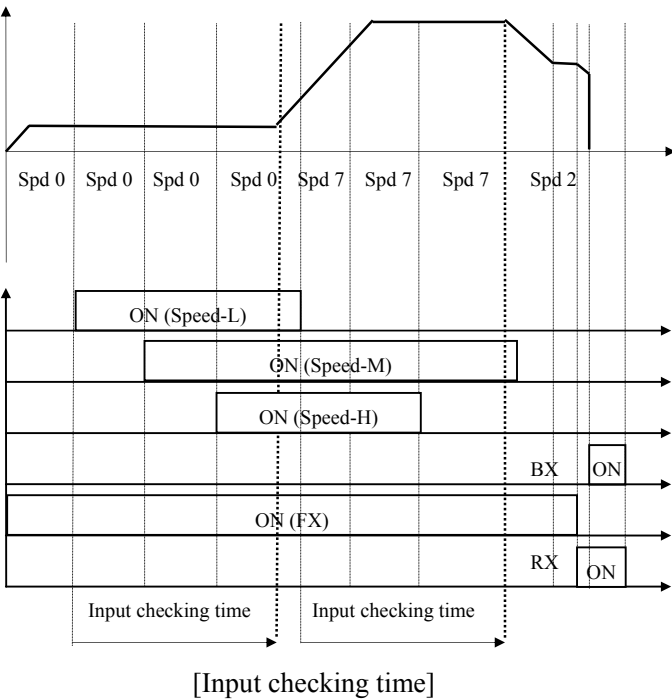 Spd 0 Spd 0 Spd 0 Spd 0 Spd 7 Spd 7 Spd 7 Spd 2
ON (Speed-L)
ON (Speed-M)
ON (Speed-H)
BX ON
ON (FX)
RX ON
Input checking time Input checking time
[Input checking time]